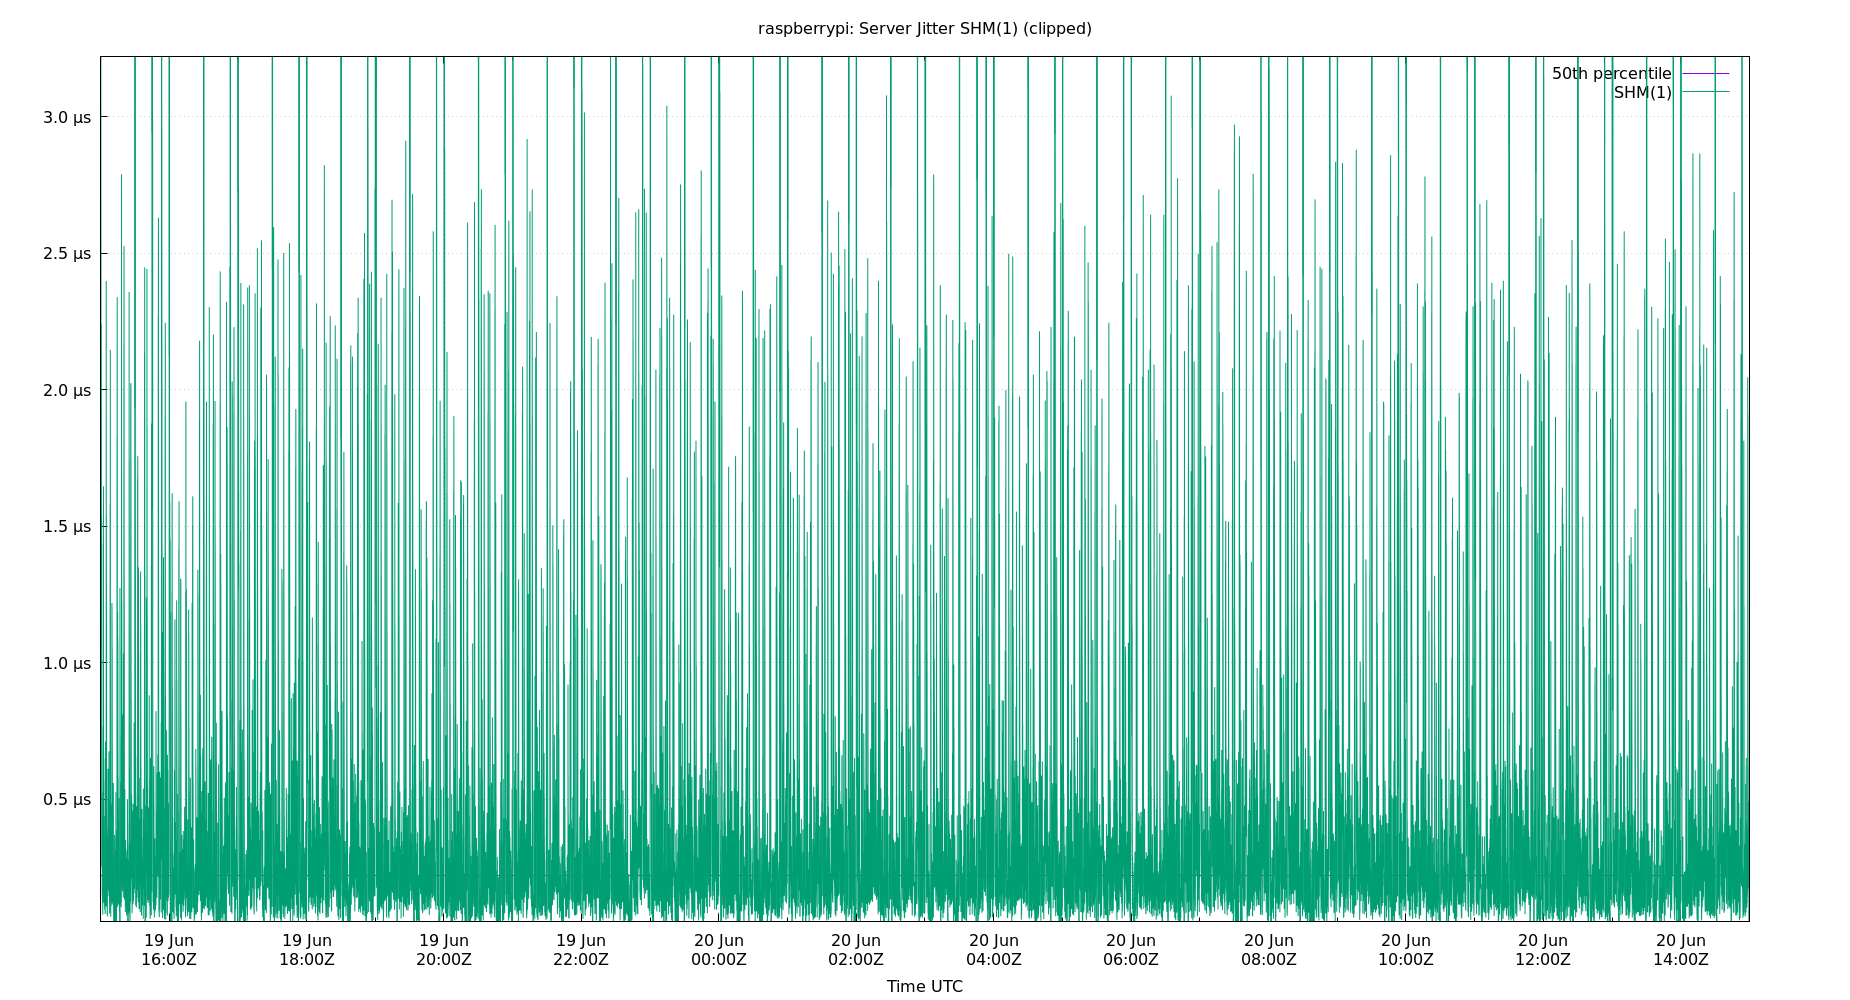 raspberrypi: Server Jitter SHM(1) (clipped)
50th percentile
SHM(1)
3.0 µs
2.5 µs
2.0 µs
1.5 µs
1.0 µs
0.5 µs
19 Jun 19 Jun 19 Jun 19 Jun 20 Jun 20 Jun 20 Jun 20 Jun 20 Jun 20 Jun 20 Jun 20 Jun
16:00Z 18:00Z 20:00Z 22:00Z 00:00Z 02:00Z 04:00Z 06:00Z 08:00Z 10:00Z 12:00Z 14:00Z
Time UTC